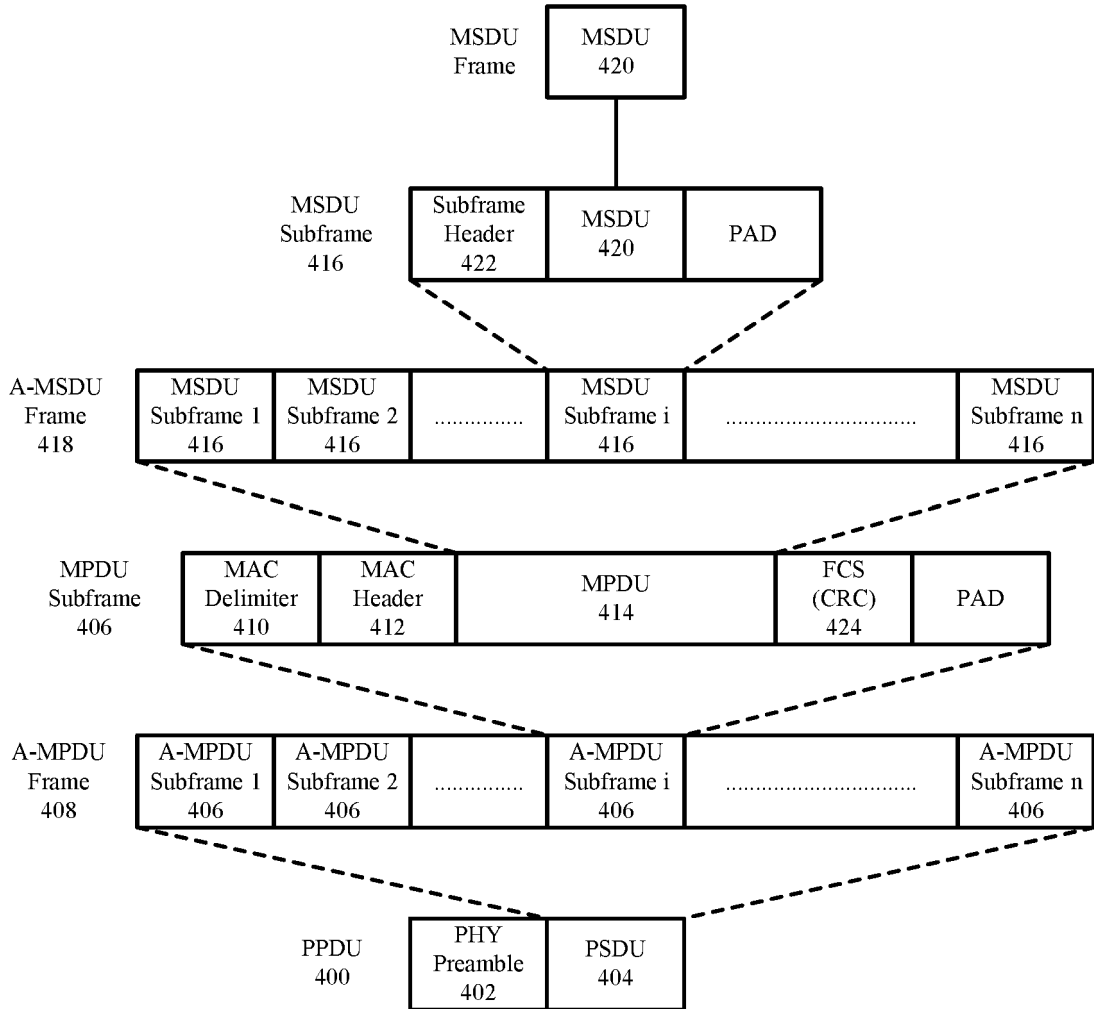 MSDU
Frame
MSDU
420
MSDU
Subframe
416
Subframe
Header
422
MSDU
420
PAD
A-MSDU
Frame
418
MSDU
Subframe 1
416
MSDU
Subframe 2
416
...............
MSDU
Subframe i
416
................................
MSDU
Subframe n
416
MPDU
Subframe
406
MAC
Delimiter
410
MAC
Header
412
MPDU
414
FCS
(CRC)
424
PAD
A-MPDU
Frame
408
A-MPDU
Subframe 1
406
A-MPDU
Subframe 2
406
...............
A-MPDU
Subframe i
406
................................
A-MPDU
Subframe n
406
PPDU
400
PHY
Preamble
402
PSDU
404